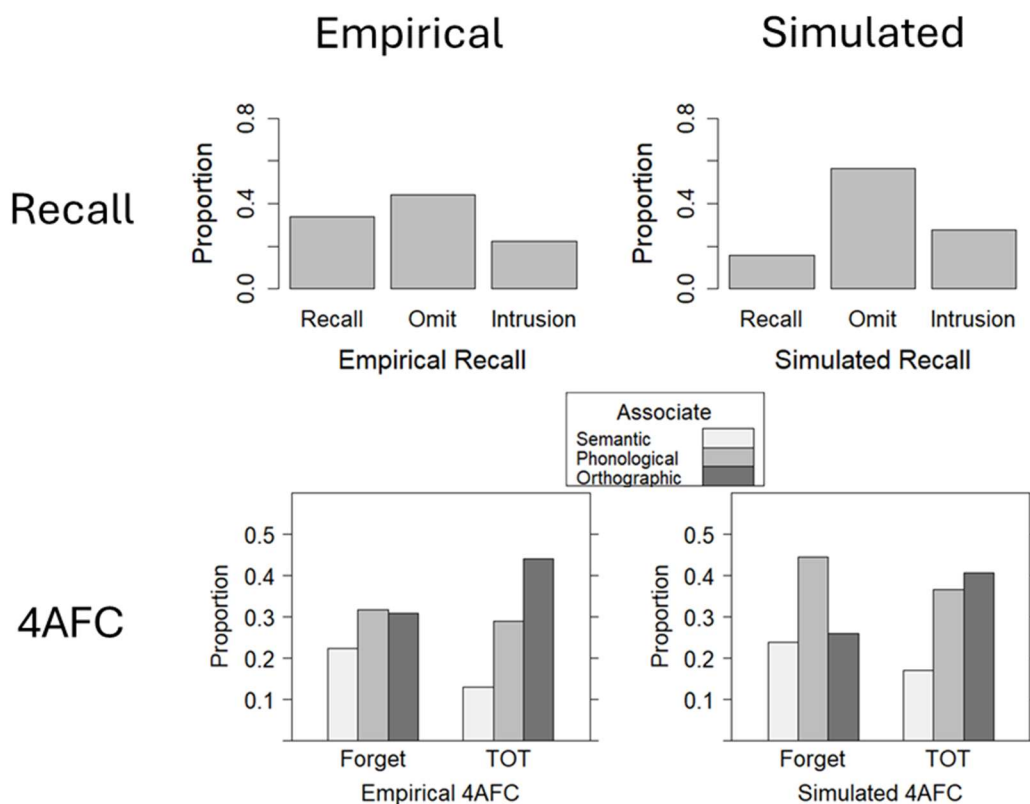 Empirical
Simulated
Recall
Proportion
0.0 0.4 0.8
Recall Omit Intrusion
Empirical Recall
Proportion
0.0 0.4 0.8
Recall Omit Intrusion
Simulated Recall
Associate
Semantic
Phonological
Orthographic
4AFC
Proportion
0.5
0.4
0.3
0.2
0.1
Forget TOT
Empirical 4AFC
Proportion
0.5
0.4
0.3
0.2
0.1
Forget TOT
Simulated 4AFC